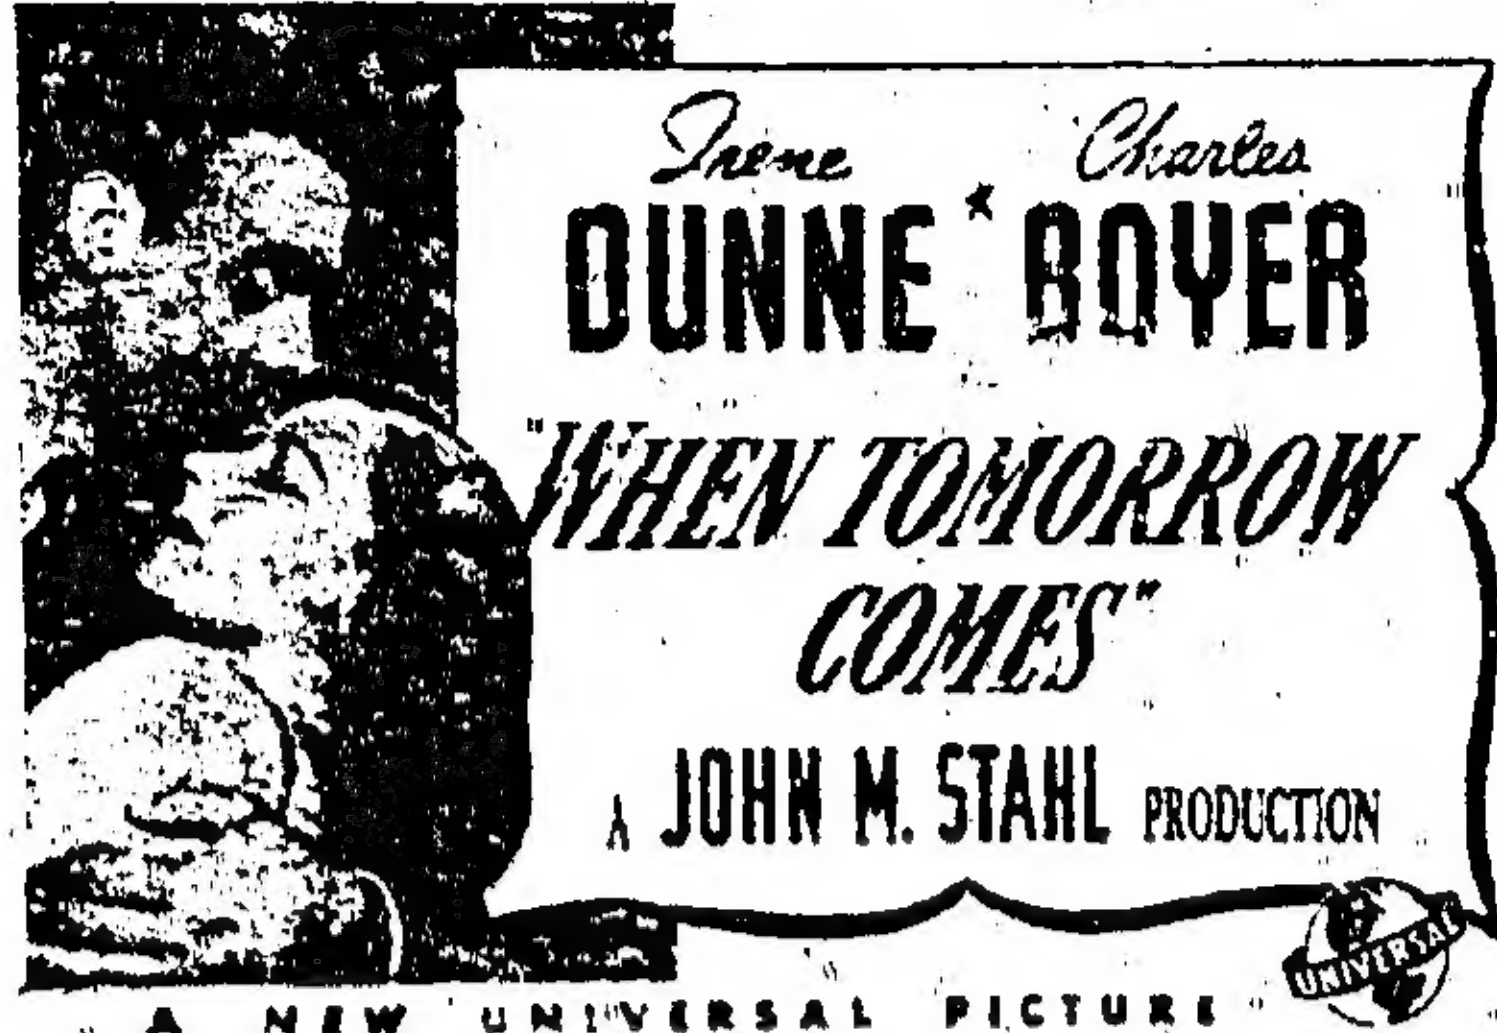 Irene Charles
DUNNE * BOYER
"WHEN TOMORROW
COMES"
A JOHN M. STAHL PRODUCTION
UNIVERSAL
A NEW UNIVERSAL PICTURE